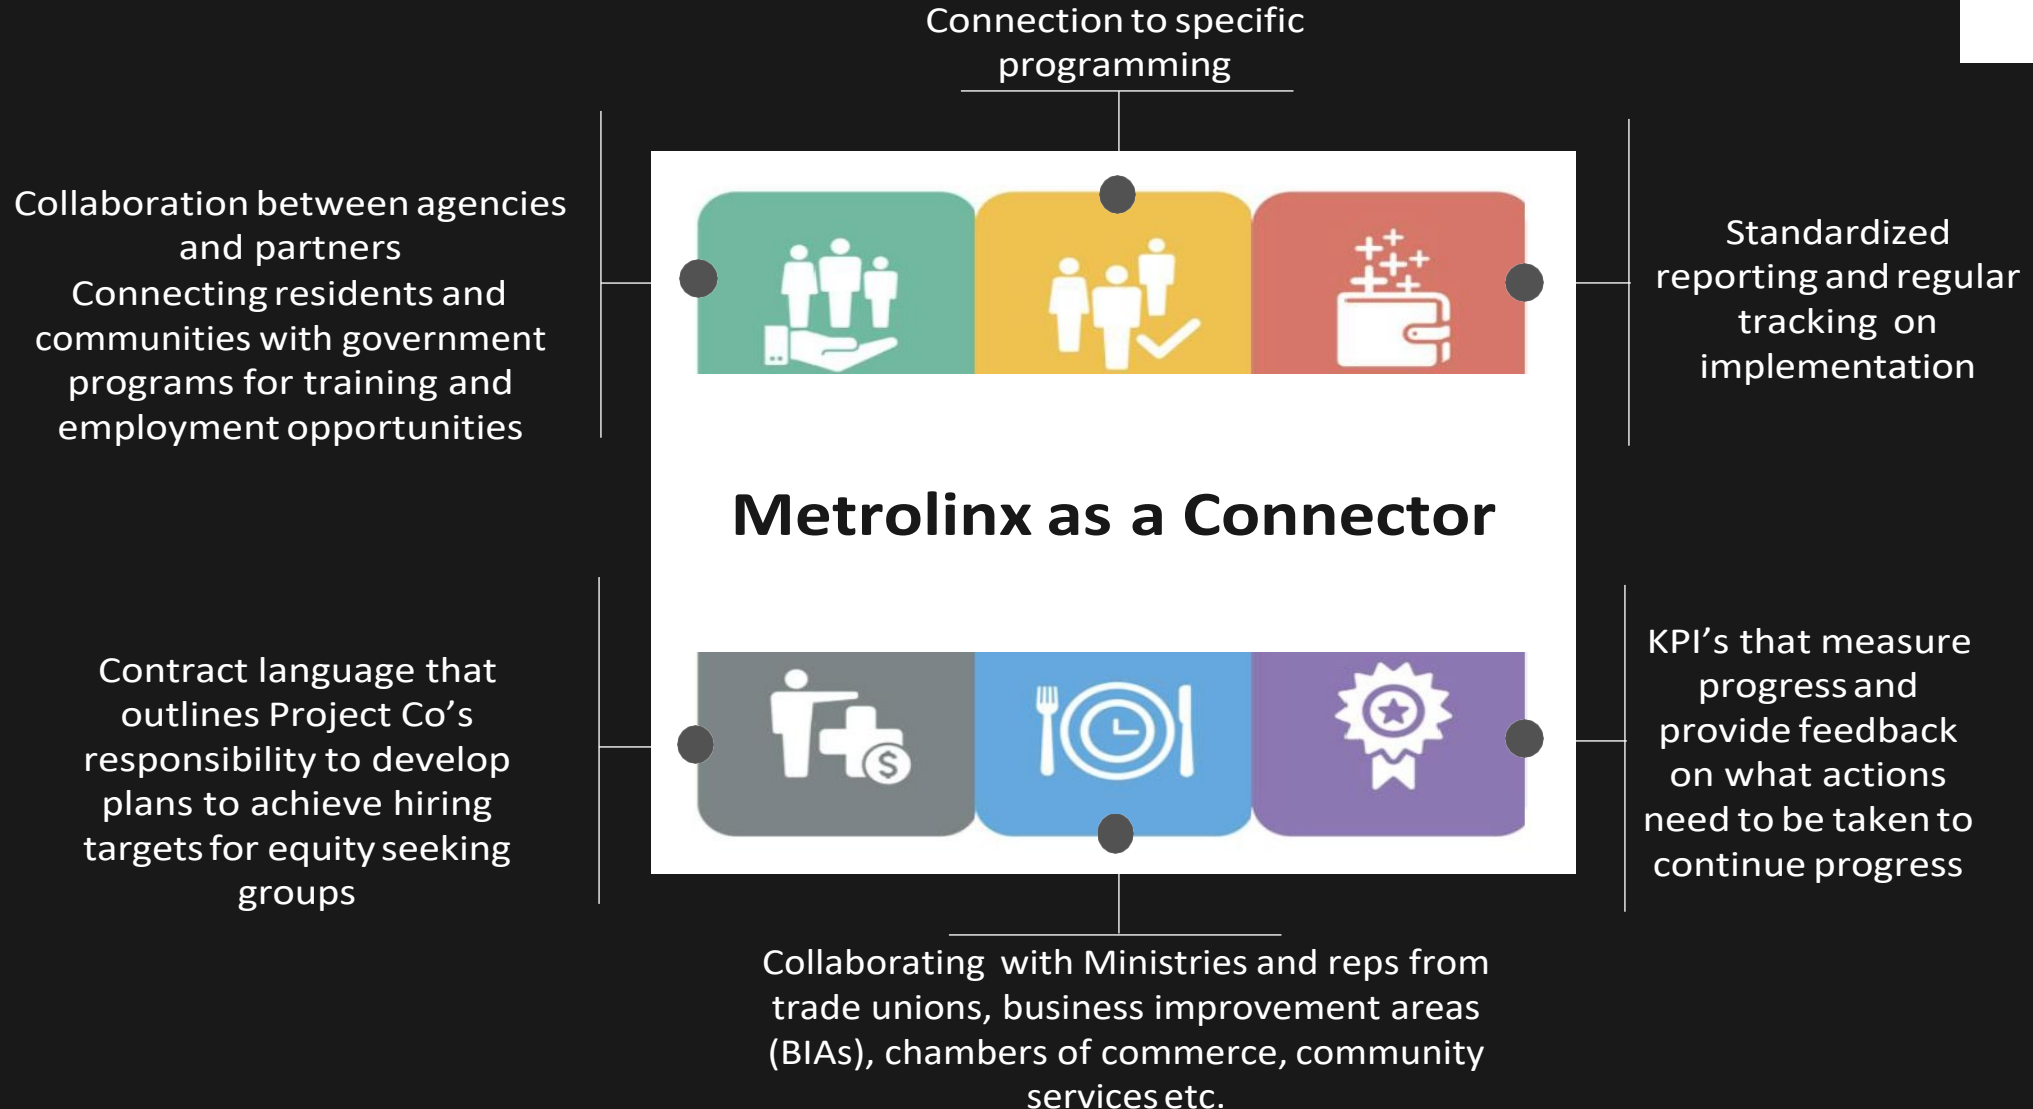 Connection to specific
programming
Collaboration between agencies
and partners
Connecting residents and
communities with government
programs for training and
employment opportunities
Standardized
reporting and regular
tracking on
implementation
Metrolinx as a Connector
Contract language that
outlines Project Co’s
responsibility to develop
plans to achieve hiring
targets for equity seeking
groups
KPI’s that measure
progress and
provide feedback
on what actions
need to be taken to
continue progress
$
Collaborating with Ministries and reps from
trade unions, business improvement areas
(BIAs), chambers of commerce, community
services etc.